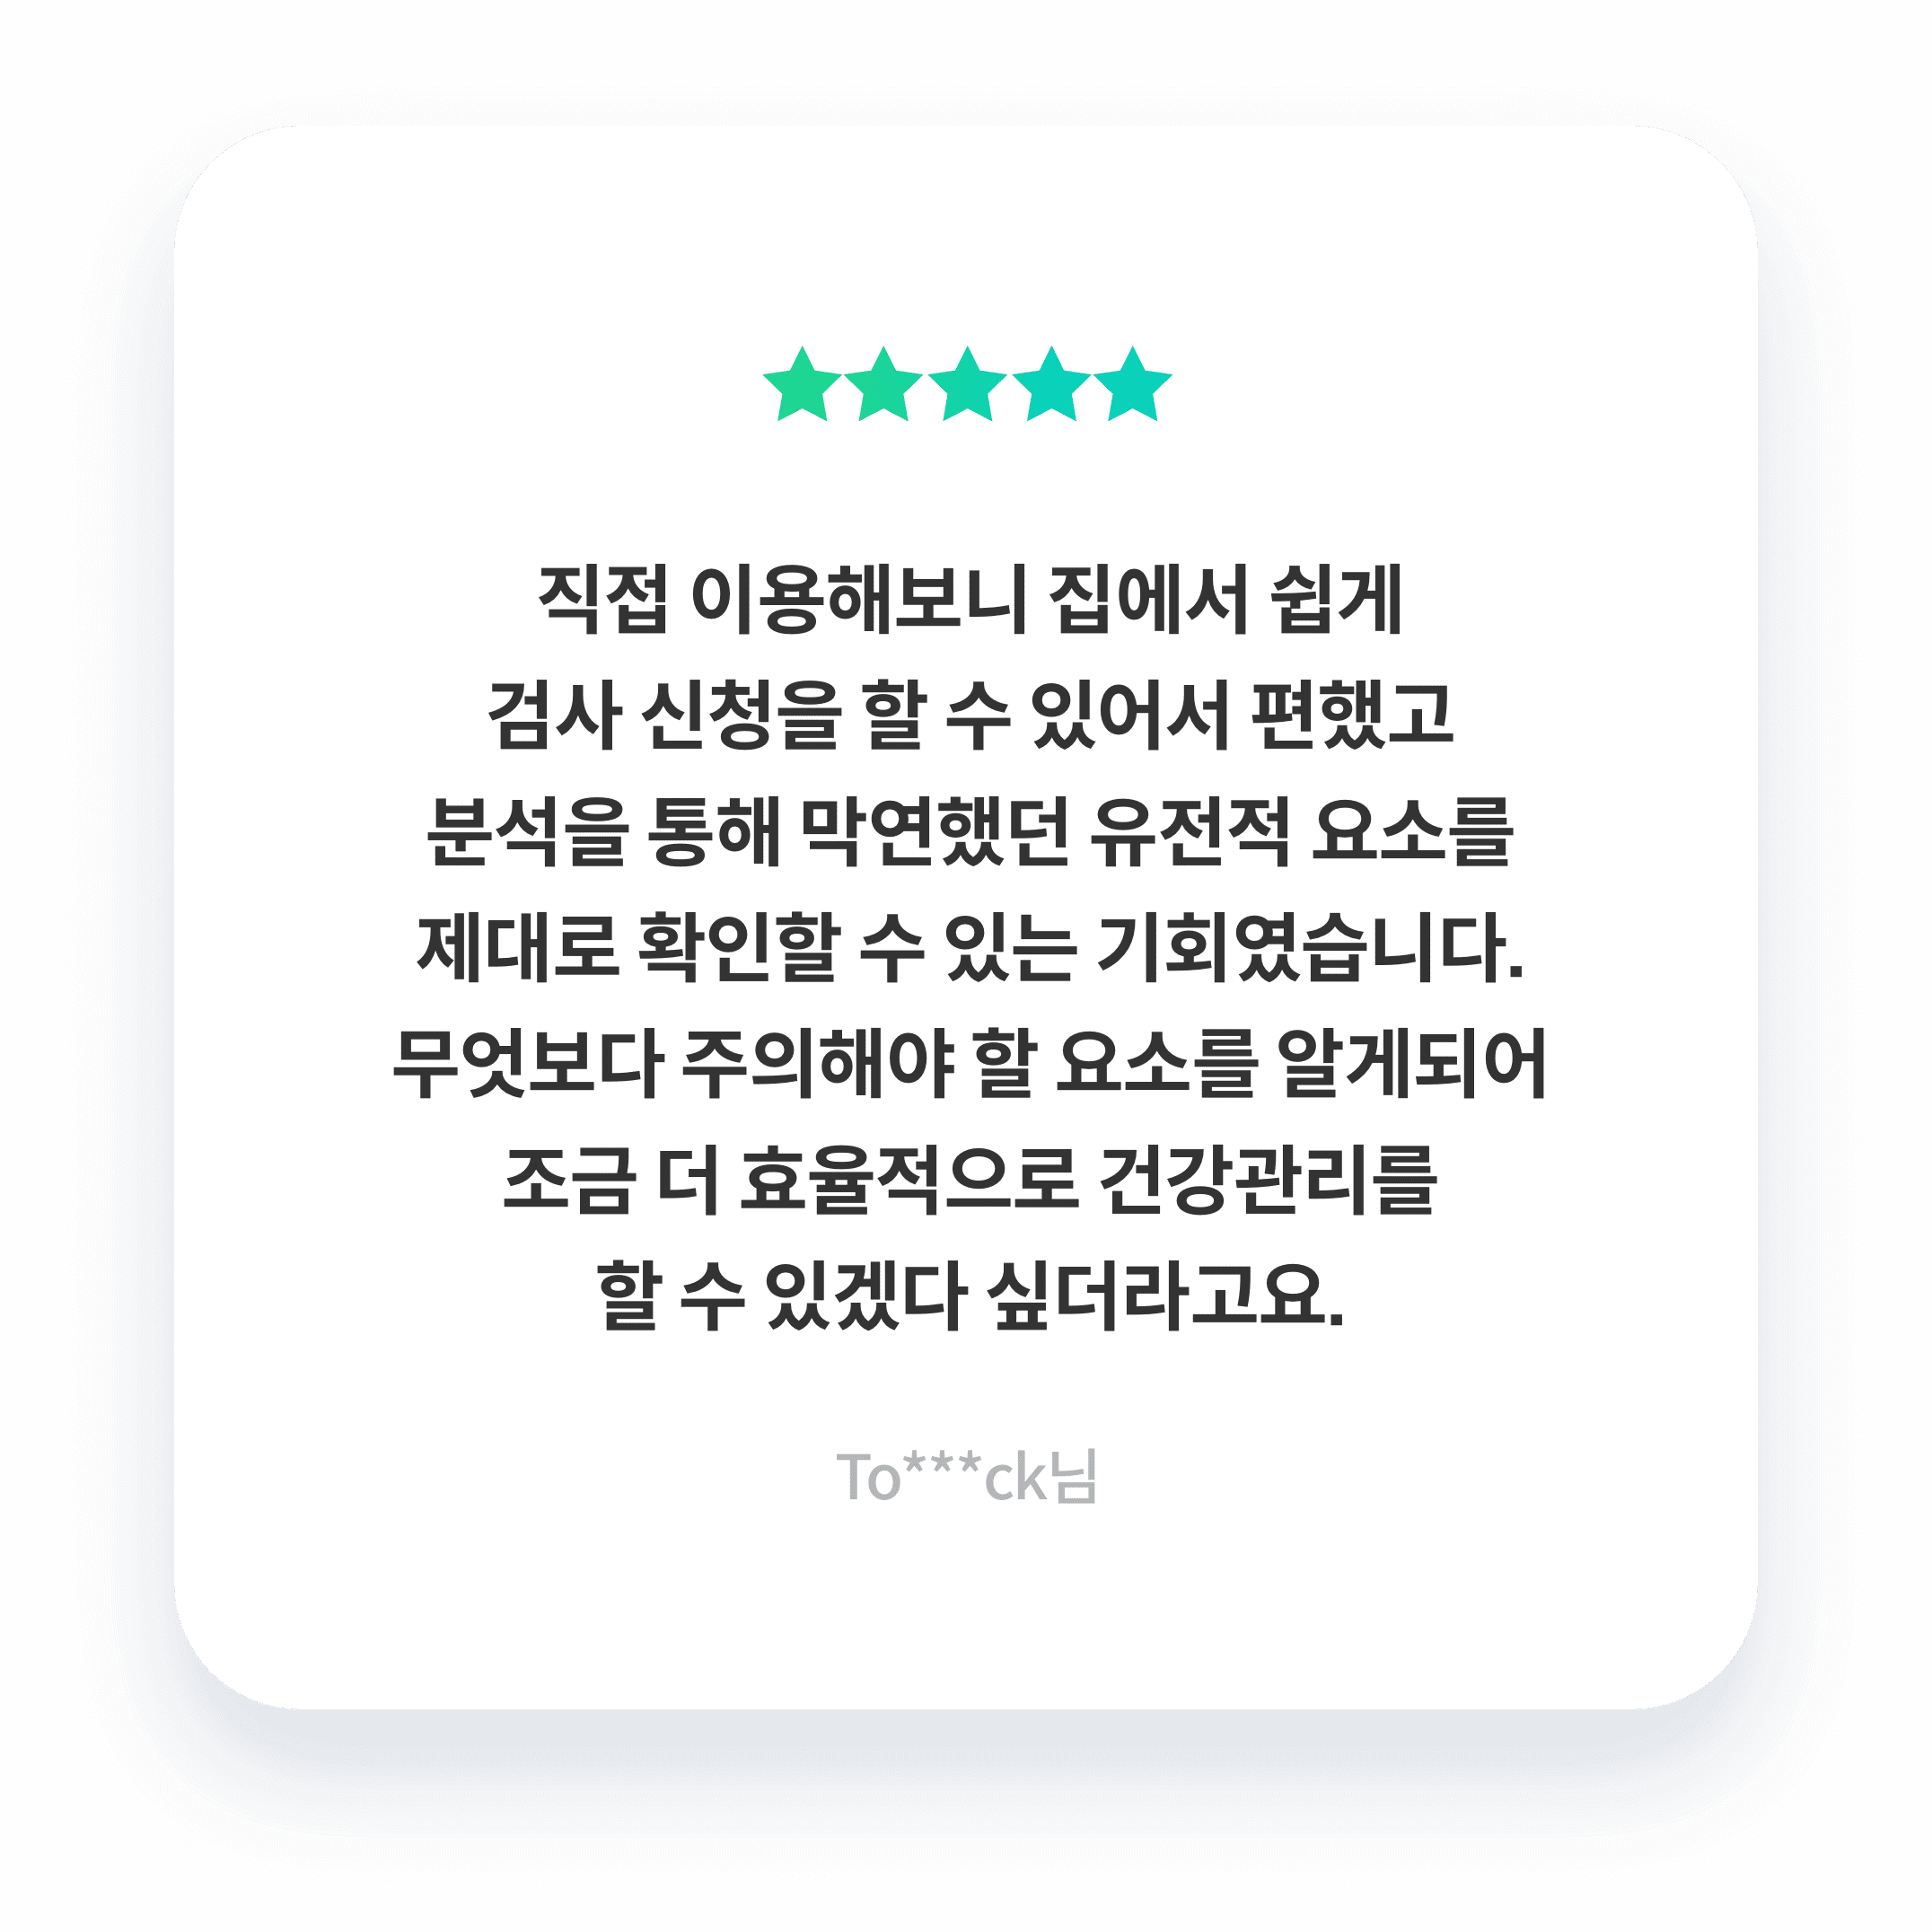 직접 이용해보니 집에서 쉽게
검사 신청을 할 수 있어서 편했고
분석을 통해 막연했던 유전적 요소를
제대로 확인할 수 있는 기회였습니다.
무엇보다 주의해야 할 요소를 알게되어
조금 더 효율적으로 건강관리를
할 수 있겠다 싶더라고요.
To***ck님